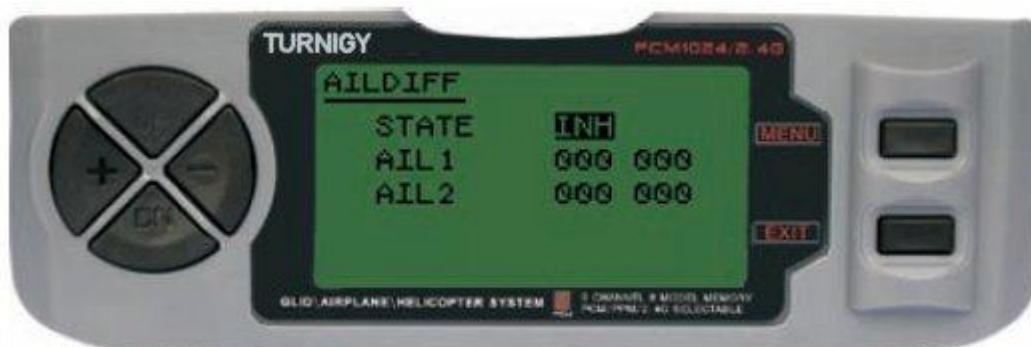 TURNIGY PCM1024/2.4G
AILDIFF
STATE INH
MENU
AIL1 000 000
AIL2 000 000
+ −
DN
EXIT
GLID\AIRPLANE\HELICOPTER SYSTEM
9 CHANNEL 8 MODEL MEMORY
PCM/PPM/2.4G SELECTABLE